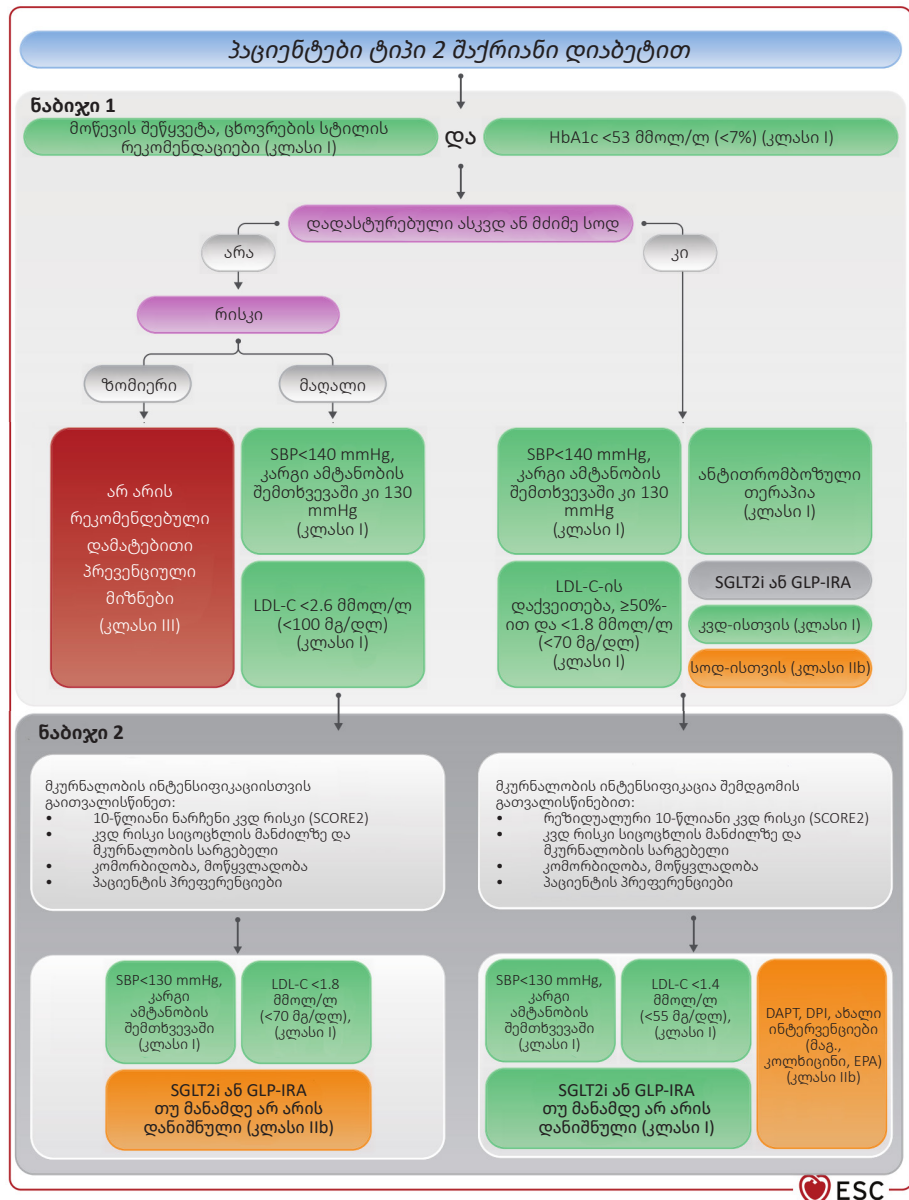 პაციენტები ტიპი 2 შაქრიანი დიაბეტით
ნაბიჯი 1
მოწევის შეწყვეტა, ცხოვრების სტილის
რეკომენდაციები (კლასი I)
და
HbA1c <53 მმოლ/ლ (<7%) (კლასი I)
დადასტურებული ასკვდ ან მძიმე სოდ
არა
კი
რისკი
ზომიერი
მაღალი
არ არის
რეკომენდებული
დამატებითი
პრევენციული
მიზნები
(კლასი III)
SBP<140 mmHg,
კარგი ამტანობის
შემთხვევაში კი 130
mmHg
(კლასი I)
LDL-C <2.6 მმოლ/ლ
(<100 მგ/დლ)
(კლასი I)
SBP<140 mmHg,
კარგი ამტანობის
შემთხვევაში კი 130
mmHg
(კლასი I)
LDL-C-ის
დაქვეითება, ≥50%-
ით და <1.8 მმოლ/ლ
(<70 მგ/დლ)
(კლასი I)
ანტითრომბოზული
თერაპია
(კლასი I)
SGLT2i ან GLP-IRA
კვდ-ისთვის (კლასი I)
სოდ-ისთვის (კლასი IIb)
ნაბიჯი 2
მკურნალობის ინტენსიფიკაციისთვის
გაითვალისწინეთ:
• 10-წლიანი ნარჩენი კვდ რისკი (SCORE2)
• კვდ რისკი სიცოცხლის მანძილზე და
მკურნალობის სარგებელი
• კომორბიდობა, მოწყვლადობა
• პაციენტის პრეფერენციები
მკურნალობის ინტენსიფიკაცია შემდგომის
გათვალისწინებით:
• რეზიდუალური 10-წლიანი კვდ რისკი (SCORE2)
• კვდ რისკი სიცოცხლის მანძილზე და
მკურნალობის სარგებელი
• კომორბიდობა, მოწყვლადობა
• პაციენტის პრეფერენციები
SBP<130 mmHg,
კარგი
ამტანობის
შემთხვევაში
(კლასი I)
LDL-C <1.8
მმოლ/ლ
(<70 მგ/დლ),
(კლასი I)
SGLT2i ან GLP-IRA
თუ მანამდე არ არის
დანიშნული (კლასი IIb)
SBP<130 mmHg,
კარგი
ამტანობის
შემთხვევაში
(კლასი I)
LDL-C <1.4
მმოლ/ლ
(<55 მგ/დლ),
(კლასი I)
SGLT2i ან GLP-IRA
თუ მანამდე არ არის
დანიშნული (კლასი I)
DAPT, DPI, ახალი
ინტერვენციები
(მაგ.,
კოლხიცინი, EPA)
(კლასი IIb)
ESC